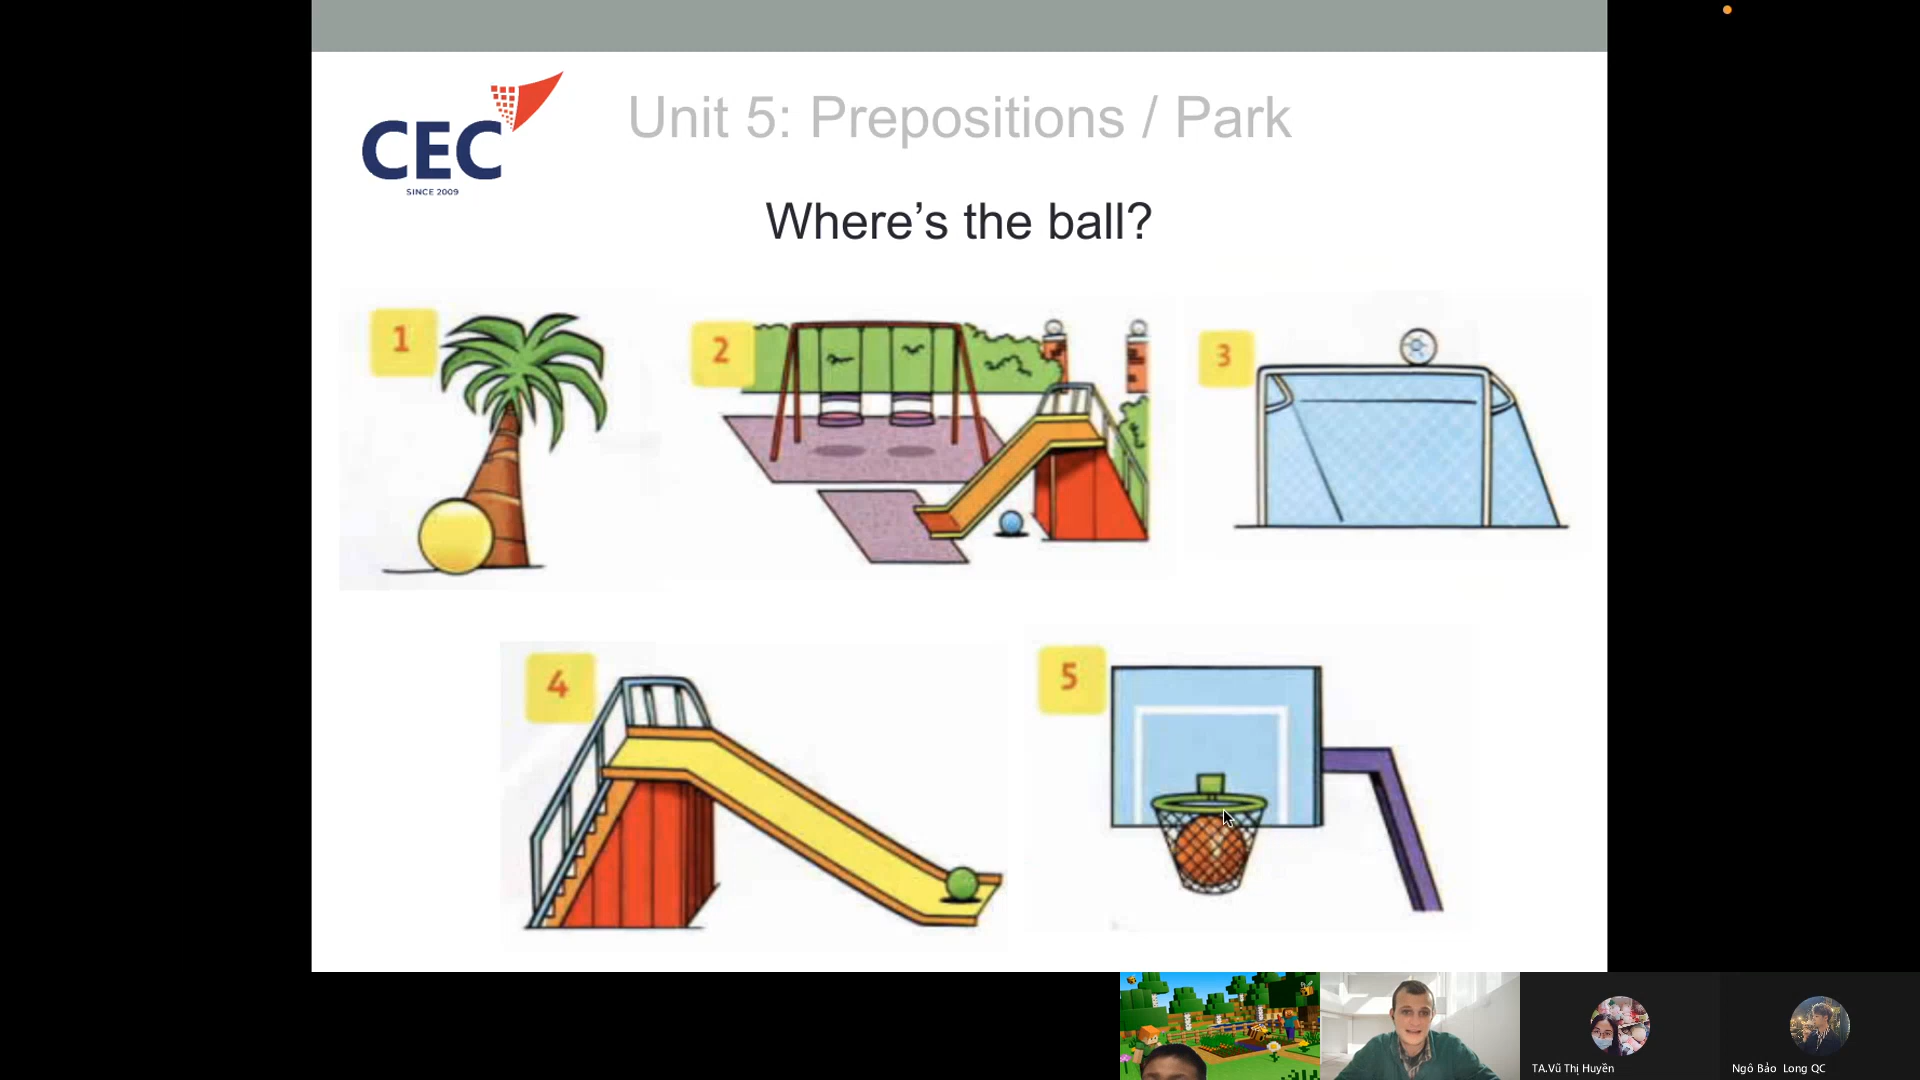 CEC
SINCE 2009
Unit 5: Prepositions / Park
Where’s the ball?
1
2
3
4
5
TA.Vũ Thị Huyền
Ngô Bảo Long QC